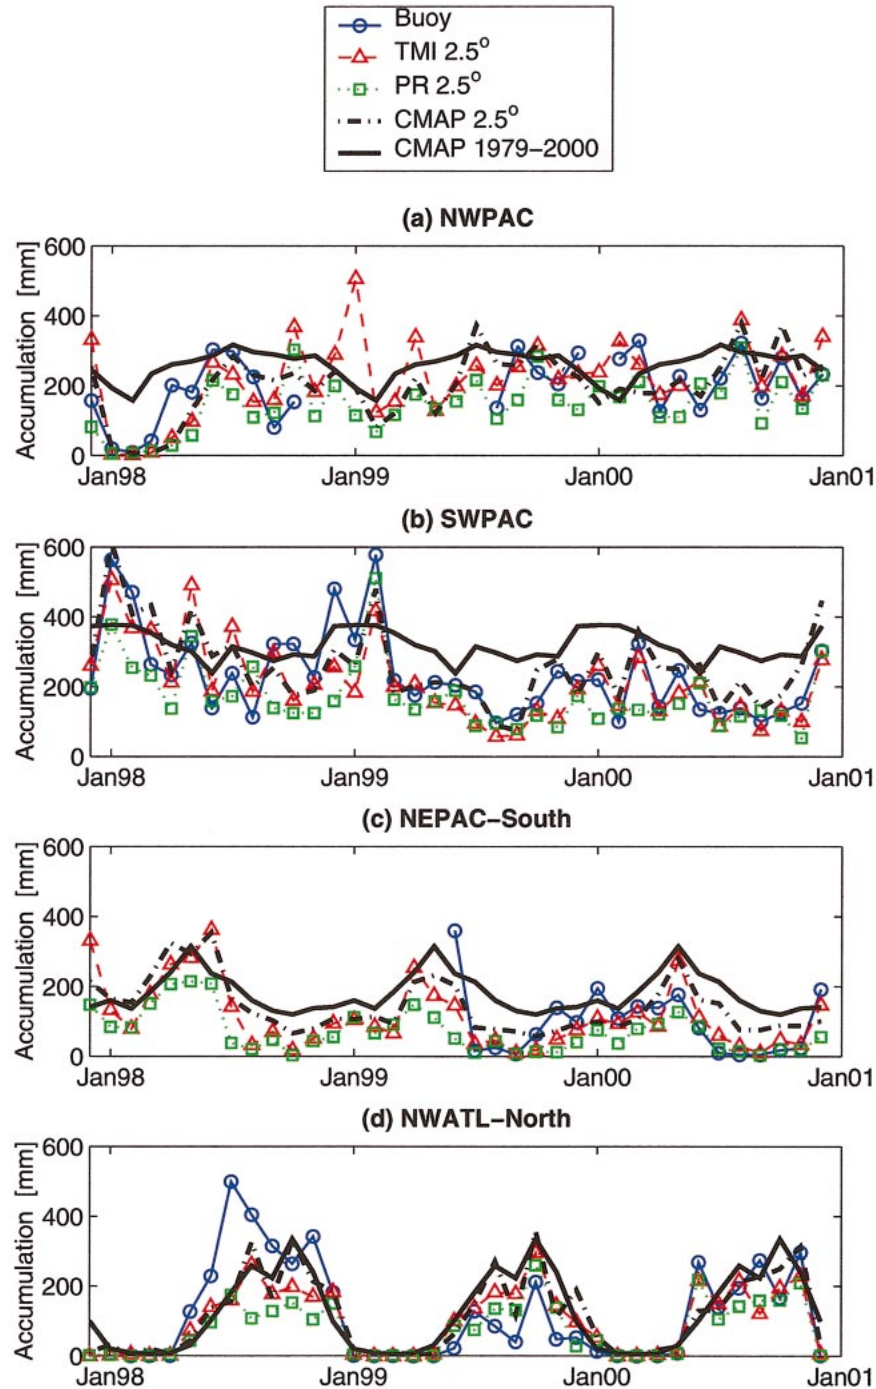 Buoy
TMI 2.5°
PR 2.5°
CMAP 2.5°
CMAP 1979–2000
(a) NWPAC
Accumulation [mm]
600
400
200
0
Jan98
Jan99
Jan00
Jan01
(b) SWPAC
Accumulation [mm]
600
400
200
0
Jan98
Jan99
Jan00
Jan01
(c) NEPAC–South
Accumulation [mm]
600
400
200
0
Jan98
Jan99
Jan00
Jan01
(d) NWATL–North
Accumulation [mm]
600
400
200
0
Jan98
Jan99
Jan00
Jan01